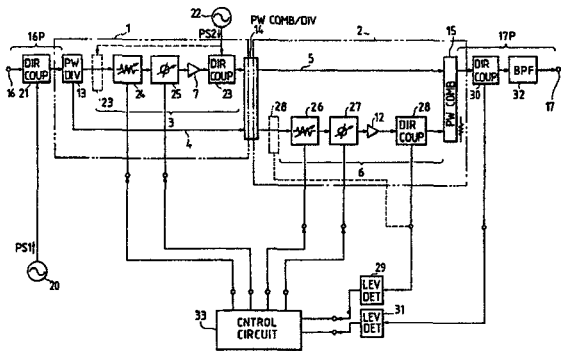 22
1
PS2
PW COMB/DIV
14
2
15
17P
16P
DIR COUP
PW DIV
DIR COUP
5
PW COMB
DIR COUP
BPF
16
21
13
'23
24
25
7
23
28
26
27
12
28
30
32
17
3
4
DIR COUP
6
PS1
20
29
LEV DET
31
LEV DET
33
CNTROL CIRCUIT